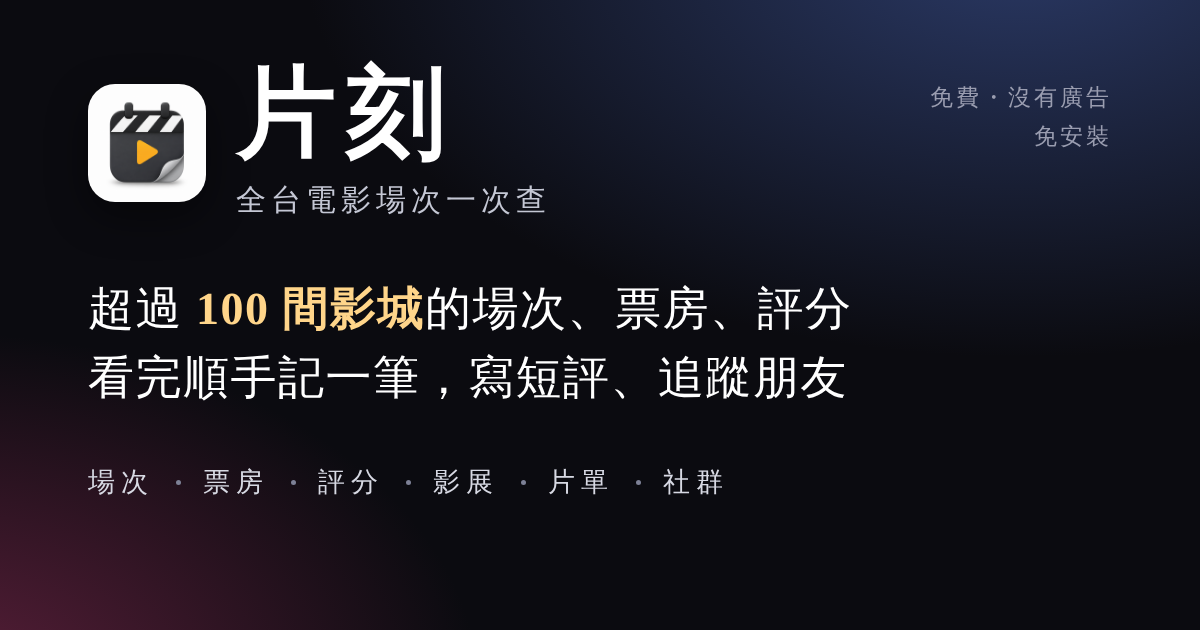 片刻
全台電影場次一次查
免費・沒有廣告
免安裝
超過 100 間影城的場次、票房、評分
看完順手記一筆，寫短評、追蹤朋友
場次・票房・評分・影展・片單・社群